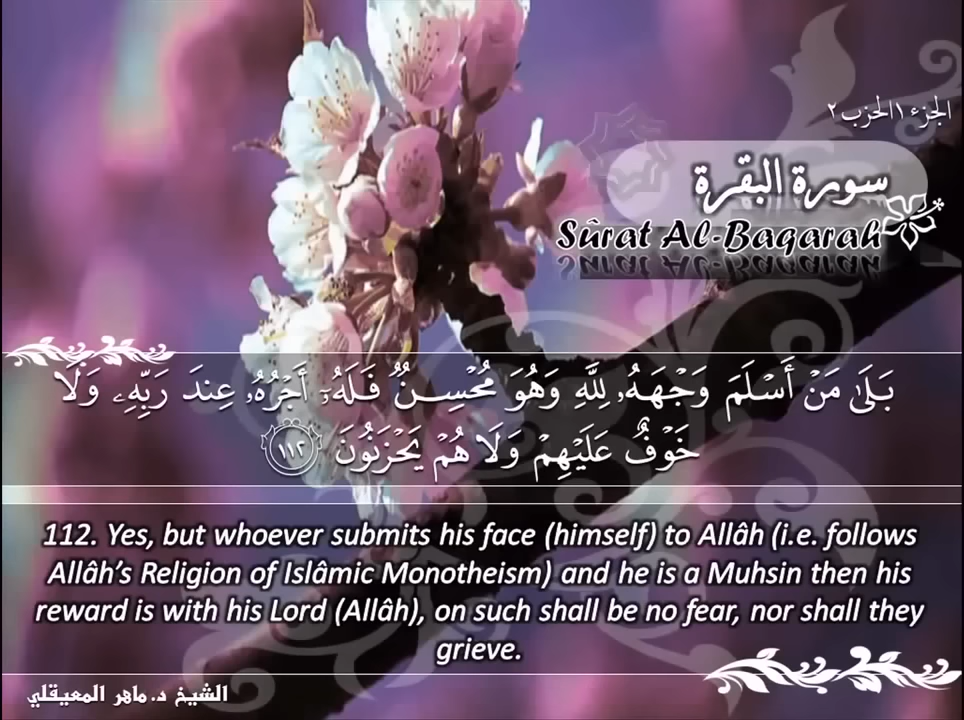 الجزء ١ الحزب ٢
سورة البقرة
Sûrat Al-Baqarah
بَلَىٰ مَنْ أَسْلَمَ وَجْهَهُۥ لِلَّهِ وَهُوَ مُحْسِنٌ فَلَهُۥٓ أَجْرُهُۥ عِندَ رَبِّهِۦ وَلَا
خَوْفٌ عَلَيْهِمْ وَلَا هُمْ يَحْزَنُونَ ١١٢
112. Yes, but whoever submits his face (himself) to Allâh (i.e. follows
Allâh's Religion of Islâmic Monotheism) and he is a Muhsin then his
reward is with his Lord (Allâh), on such shall be no fear, nor shall they
grieve.
الشيخ د. ماهر المعيقلي